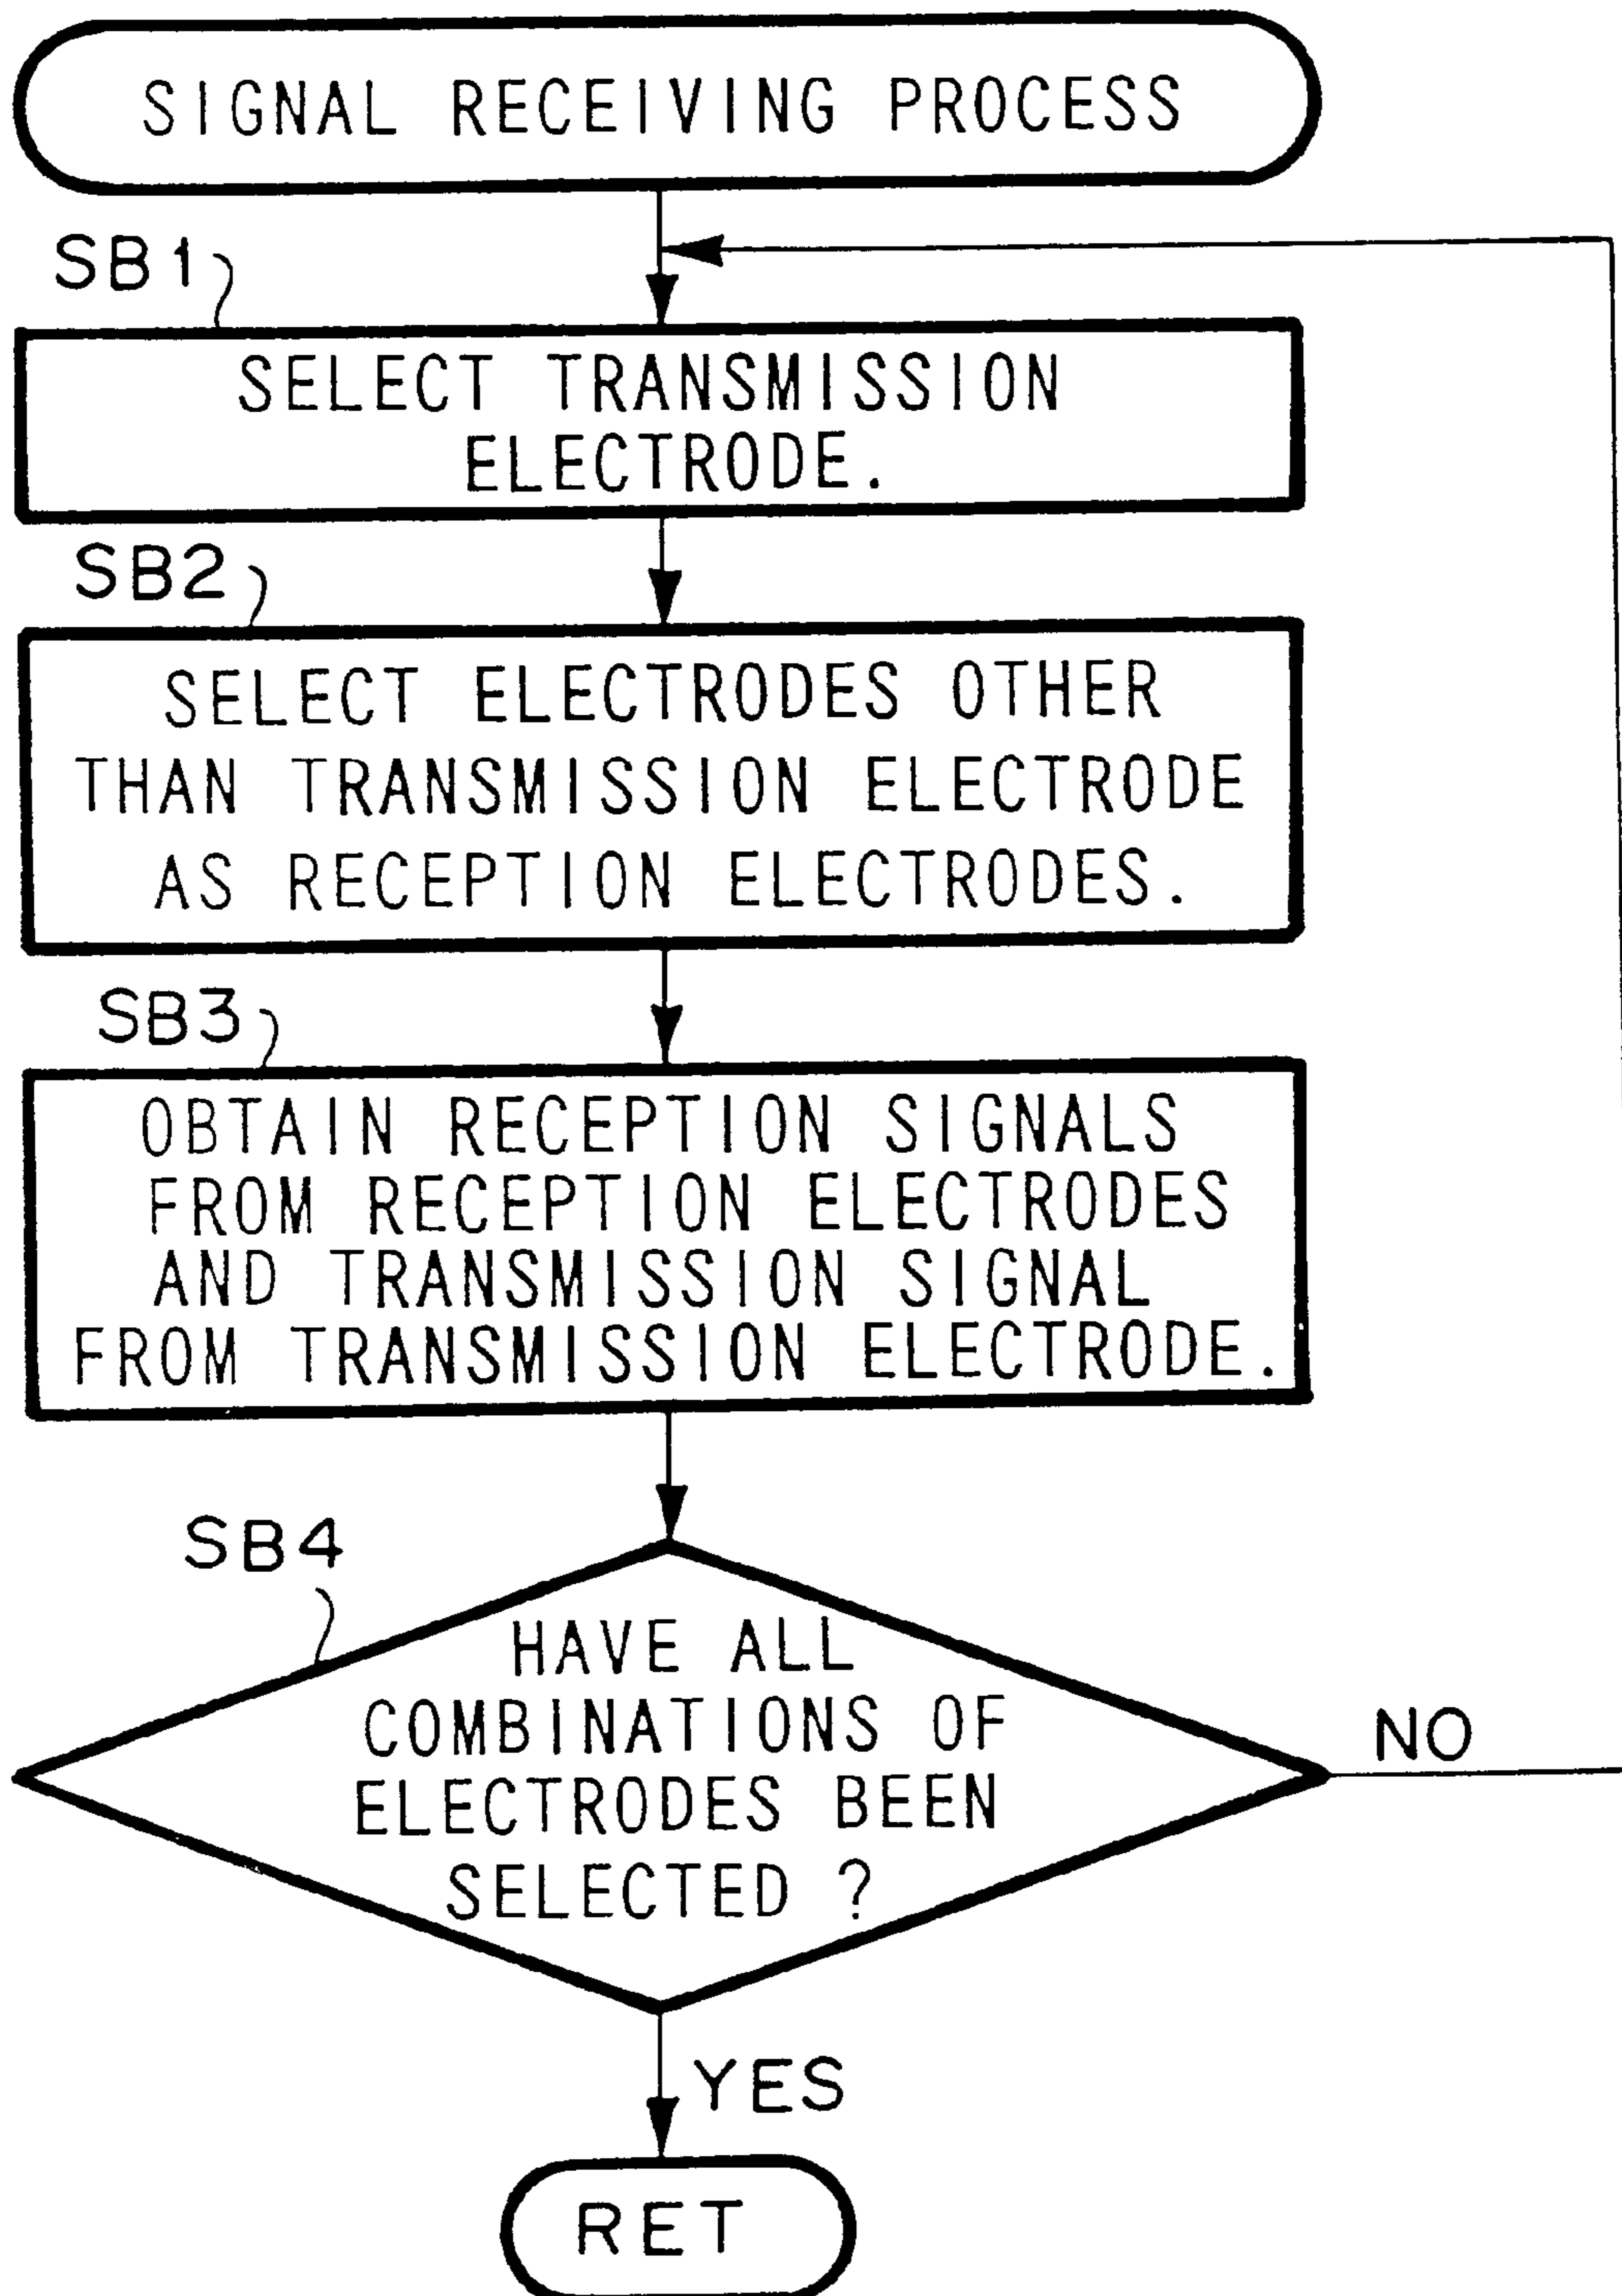 SIGNAL RECEIVING PROCESS
SB1
SELECT TRANSMISSION
ELECTRODE.
SB2
SELECT ELECTRODES OTHER
THAN TRANSMISSION ELECTRODE
AS RECEPTION ELECTRODES.
SB3
OBTAIN RECEPTION SIGNALS
FROM RECEPTION ELECTRODES
AND TRANSMISSION SIGNAL
FROM TRANSMISSION ELECTRODE.
SB4
HAVE ALL
COMBINATIONS OF
ELECTRODES BEEN
SELECTED ?
NO
YES
RET